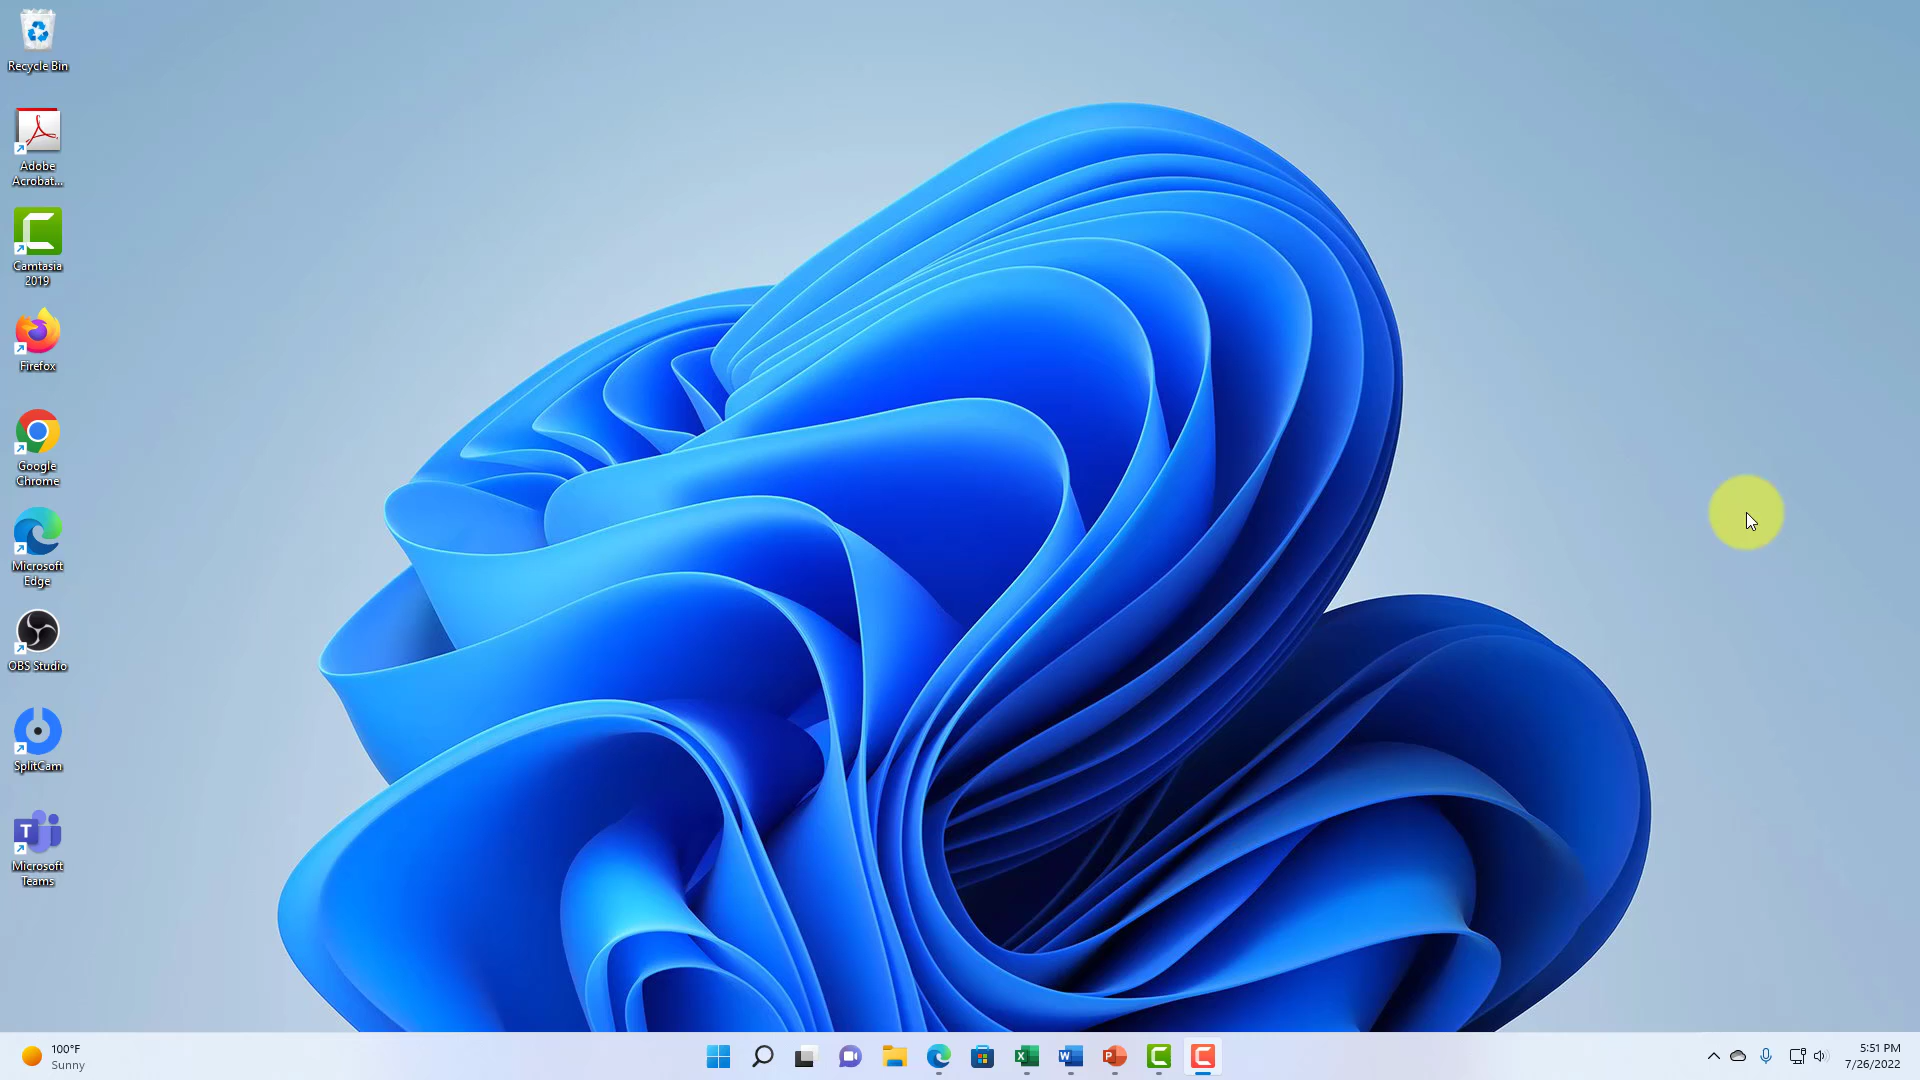 Recycle Bin
Adobe
Acrobat...
Camtasia
2019
Firefox
Google
Chrome
Microsoft
Edge
OBS Studio
SplitCam
Microsoft
Teams
100°F
Sunny
5:51 PM
7/26/2022